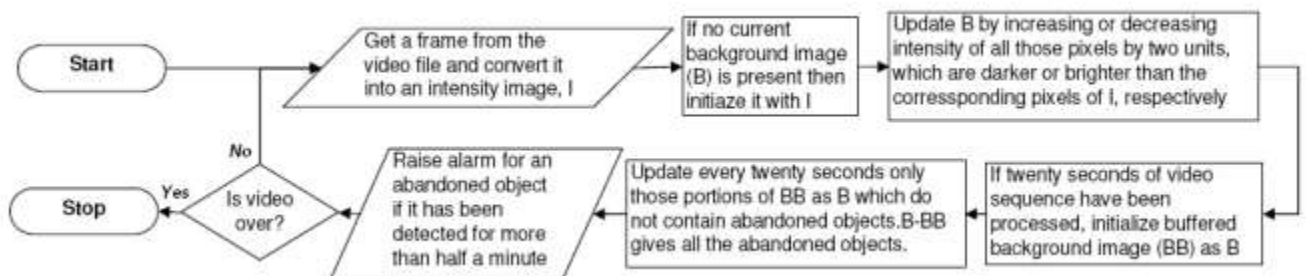 Start
Get a frame from the
video file and convert it
into an intensity image, I
If no current
background image
(B) is present then
initiaze it with I
Update B by increasing or decreasing
intensity of all those pixels by two units,
which are darker or brighter than the
corressponding pixels of I, respectively
If twenty seconds of video
sequence have been
processed, initialize buffered
background image (BB) as B
Update every twenty seconds only
those portions of BB as B which do
not contain abandoned objects.B-BB
gives all the abandoned objects.
Raise alarm for an
abandoned object
if it has been
detected for more
than half a minute
Is video
over?
No
Yes
Stop